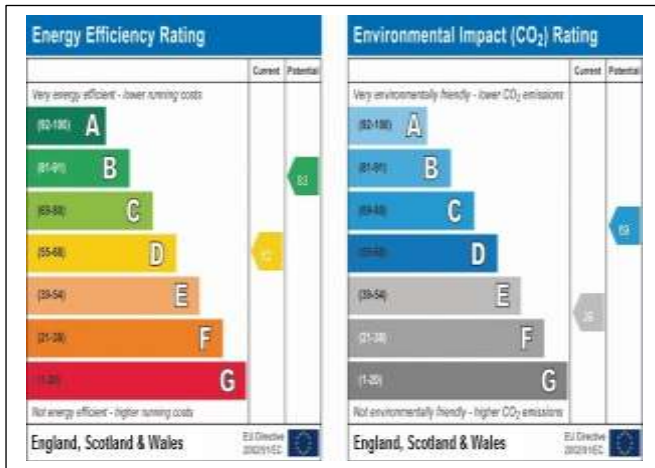 Energy Efficiency Rating
Current Potential
Very energy efficient - lower running costs
(92-100) A
(81-91) B
(69-80) C
(55-68) D
(39-54) E
(21-38) F
(1-20) G
83
Not energy efficient - higher running costs
England, Scotland & Wales
EU Directive
2002/91/EC
Environmental Impact (CO₂) Rating
Current Potential
Very environmentally friendly - lower CO₂ emissions
(92-100) A
(81-91) B
(69-80) C
(55-68) D
(39-54) E
(21-38) F
(1-20) G
69
Not environmentally friendly - higher CO₂ emissions
England, Scotland & Wales
EU Directive
2002/91/EC